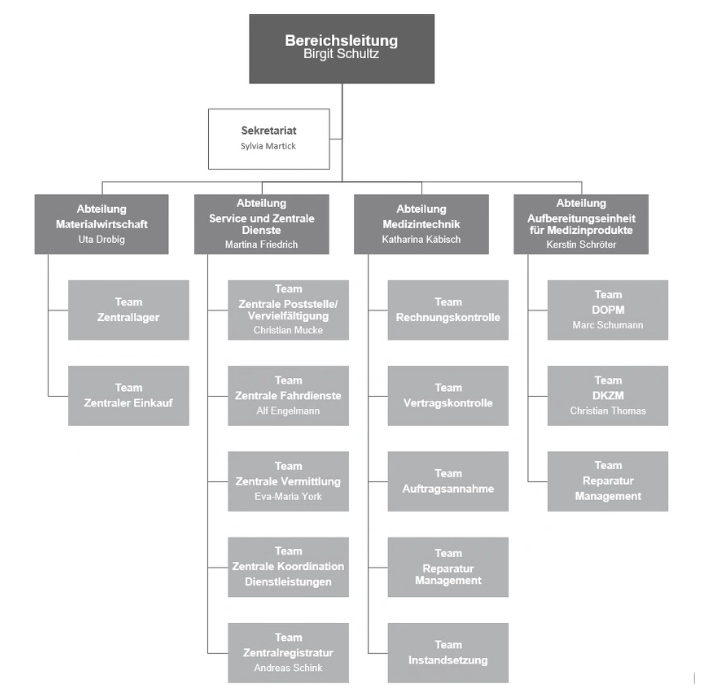 Bereichsleitung
Birgit Schultz
Sekretariat
Sylvia Martick
Abteilung
Materialwirtschaft
Uta Drobig
Team
Zentrallager
Team
Zentraler Einkauf
Abteilung
Service und Zentrale
Dienste
Martina Friedrich
Team
Zentrale Poststelle/
Vervielfältigung
Christian Mucke
Team
Zentrale Fahrdienste
Alf Engelmann
Team
Zentrale Vermittlung
Eva-Maria York
Team
Zentrale Koordination
Dienstleistungen
Team
Zentralregistratur
Andreas Schink
Abteilung
Medizintechnik
Katharina Käbisch
Team
Rechnungskontrolle
Team
Vertragskontrolle
Team
Auftragsannahme
Team
Reparatur
Management
Team
Instandsetzung
Abteilung
Aufbereitungseinheit
für Medizinprodukte
Kerstin Schröter
Team
DOPM
Marc Schumann
Team
DKZM
Christian Thomas
Team
Reparatur
Management